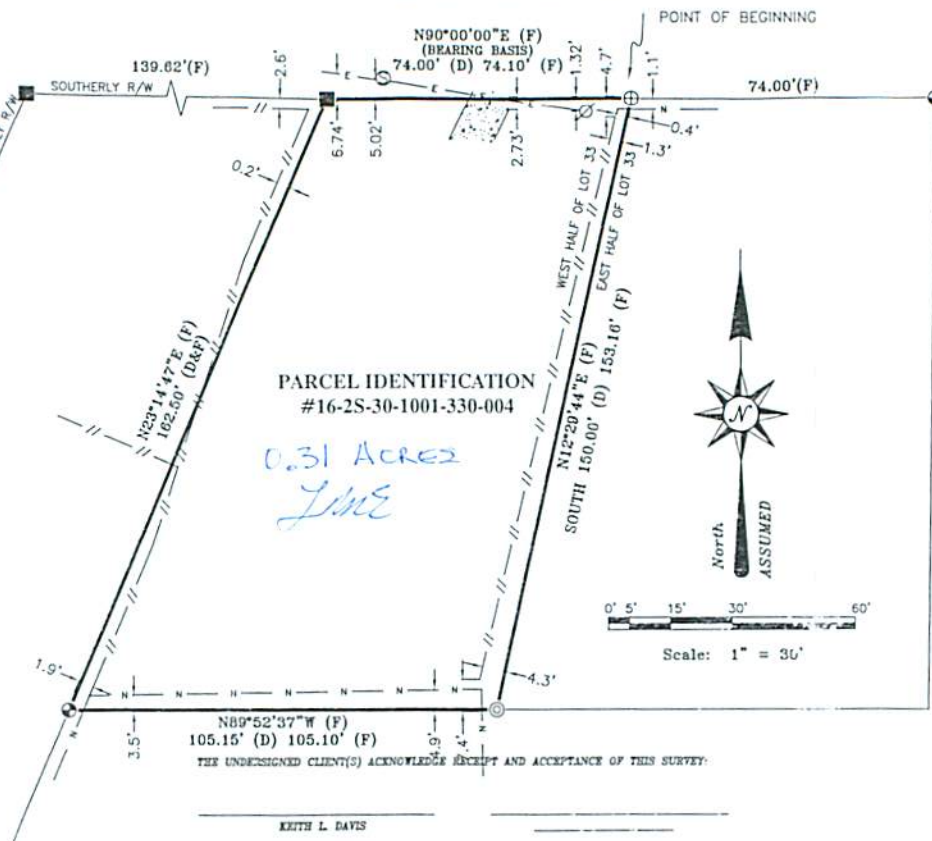 POINT OF BEGINNING
N90°00'00"E (F)
(BEARING BASIS)
74.00' (D) 74.10' (F)
139.62'(F)
SOUTHERLY R/W
2.6'
1.32'
4.7'
1.1'
74.00'(F)
R/W
E
E
E
N
6.74'
5.02'
2.73'
0.4'
1.3'
0.2'
WEST HALF OF LOT 33
EAST HALF OF LOT 33
N23°14'47"E (F)
162.50' (D&F)
N12°29'44"E (F)
SOUTH 150.00' (D) 153.16' (F)
PARCEL IDENTIFICATION
#16-2S-30-1001-330-004
0.31 ACRES
N
North
ASSUMED
0' 5' 15' 30' 60'
Scale: 1" = 30'
1.9'
4.3'
N N N N N N
N
N
N89°52'37"W (F)
105.15' (D) 105.10' (F)
3.5'
4.9'
7.4'
THE UNDERSIGNED CLIENT(S) ACKNOWLEDGE RECEIPT AND ACCEPTANCE OF THIS SURVEY:
KEITH L. DAVIS